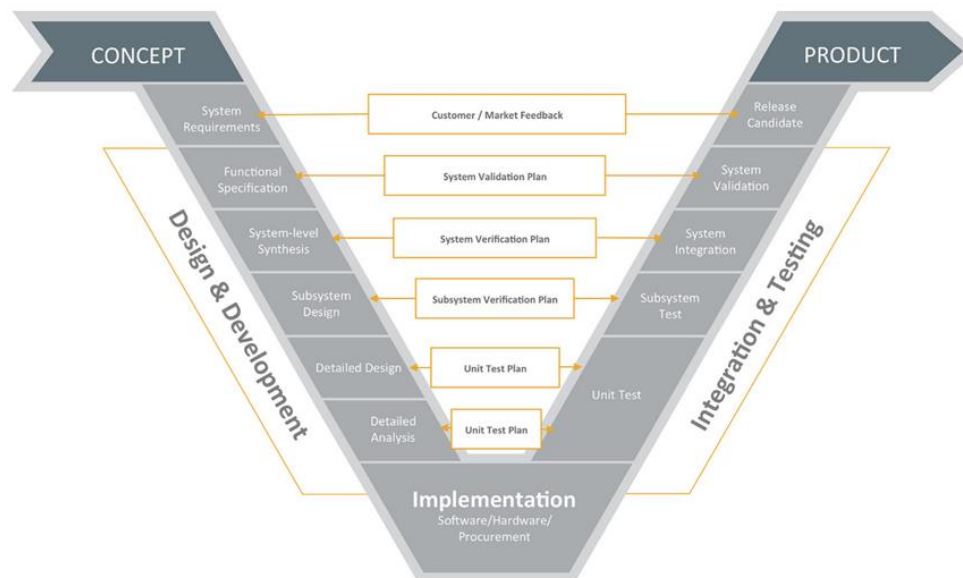 CONCEPT
PRODUCT
System
Requirements
Customer / Market Feedback
Release
Candidate
Functional
Specification
System Validation Plan
System
Validation
System-level
Synthesis
System Verification Plan
System
Integration
Subsystem
Design
Subsystem Verification Plan
Subsystem
Test
Detailed Design
Unit Test Plan
Unit Test
Detailed
Analysis
Unit Test Plan
Design & Development
Integration & Testing
Implementation
Software/Hardware/
Procurement